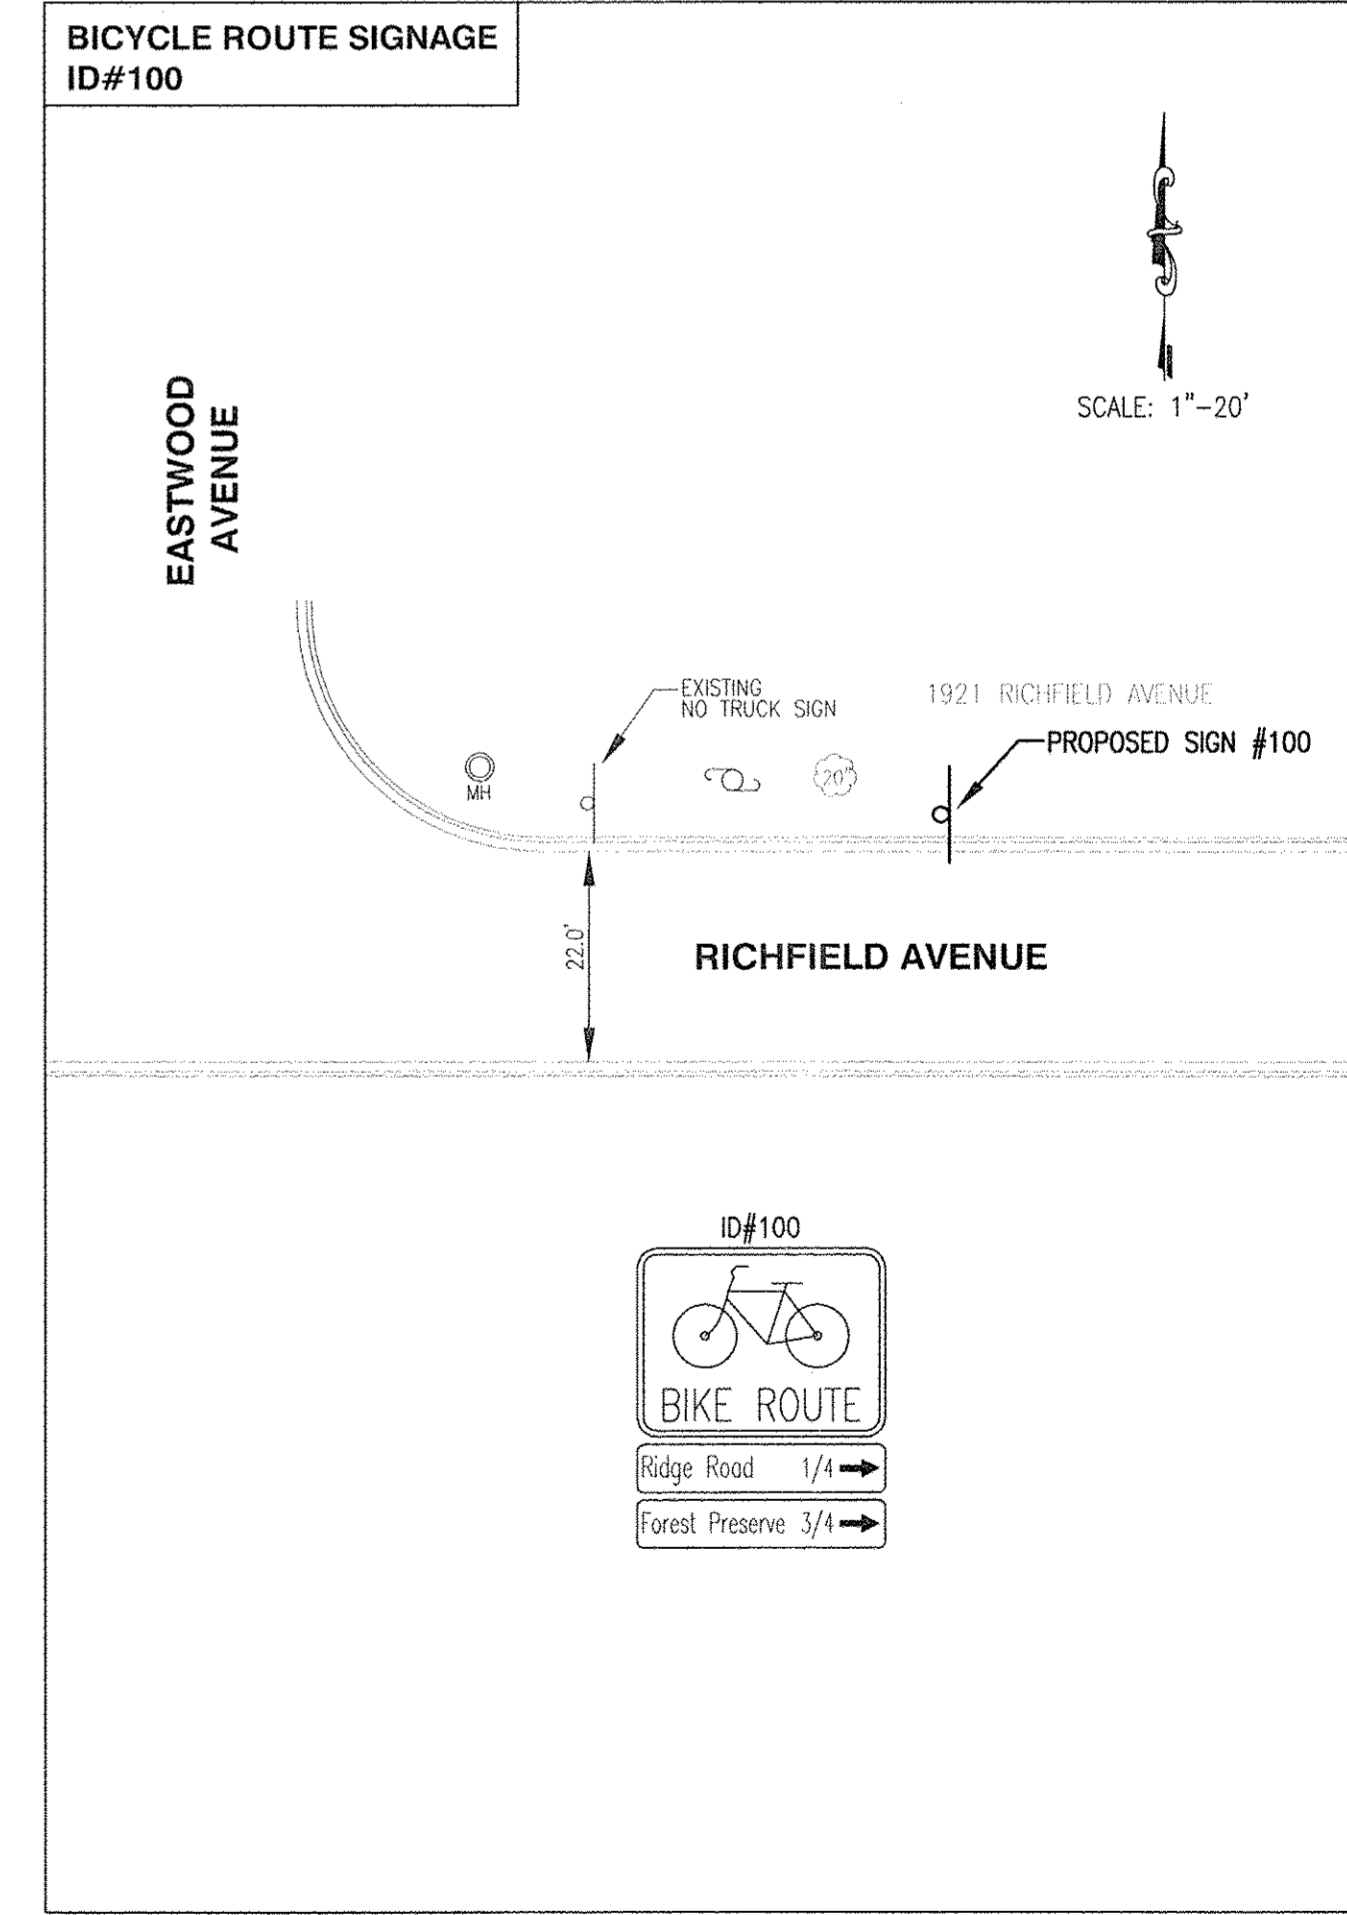 BICYCLE ROUTE SIGNAGE
ID#100
SCALE: 1"-20'
EASTWOOD
AVENUE
EXISTING
NO TRUCK SIGN
1921 RICHFIELD AVENUE
PROPOSED SIGN #100
MH
20"
22.0'
RICHFIELD AVENUE
ID#100
BIKE ROUTE
Ridge Road 1/4
Forest Preserve 3/4